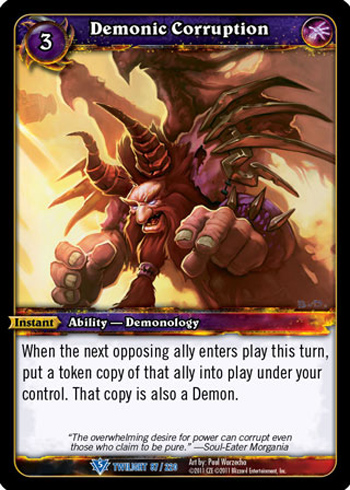 3
Demonic Corruption
Instant
Ability — Demonology
When the next opposing ally enters play this turn,
put a token copy of that ally into play under your
control. That copy is also a Demon.
"The overwhelming desire for power can corrupt even
those who claim to be pure." —Soul-Eater Morgania
TWILIGHT 67 / 220
Art by: Paul Warzecha
©2011 CZE ©2011 Blizzard Entertainment, Inc.